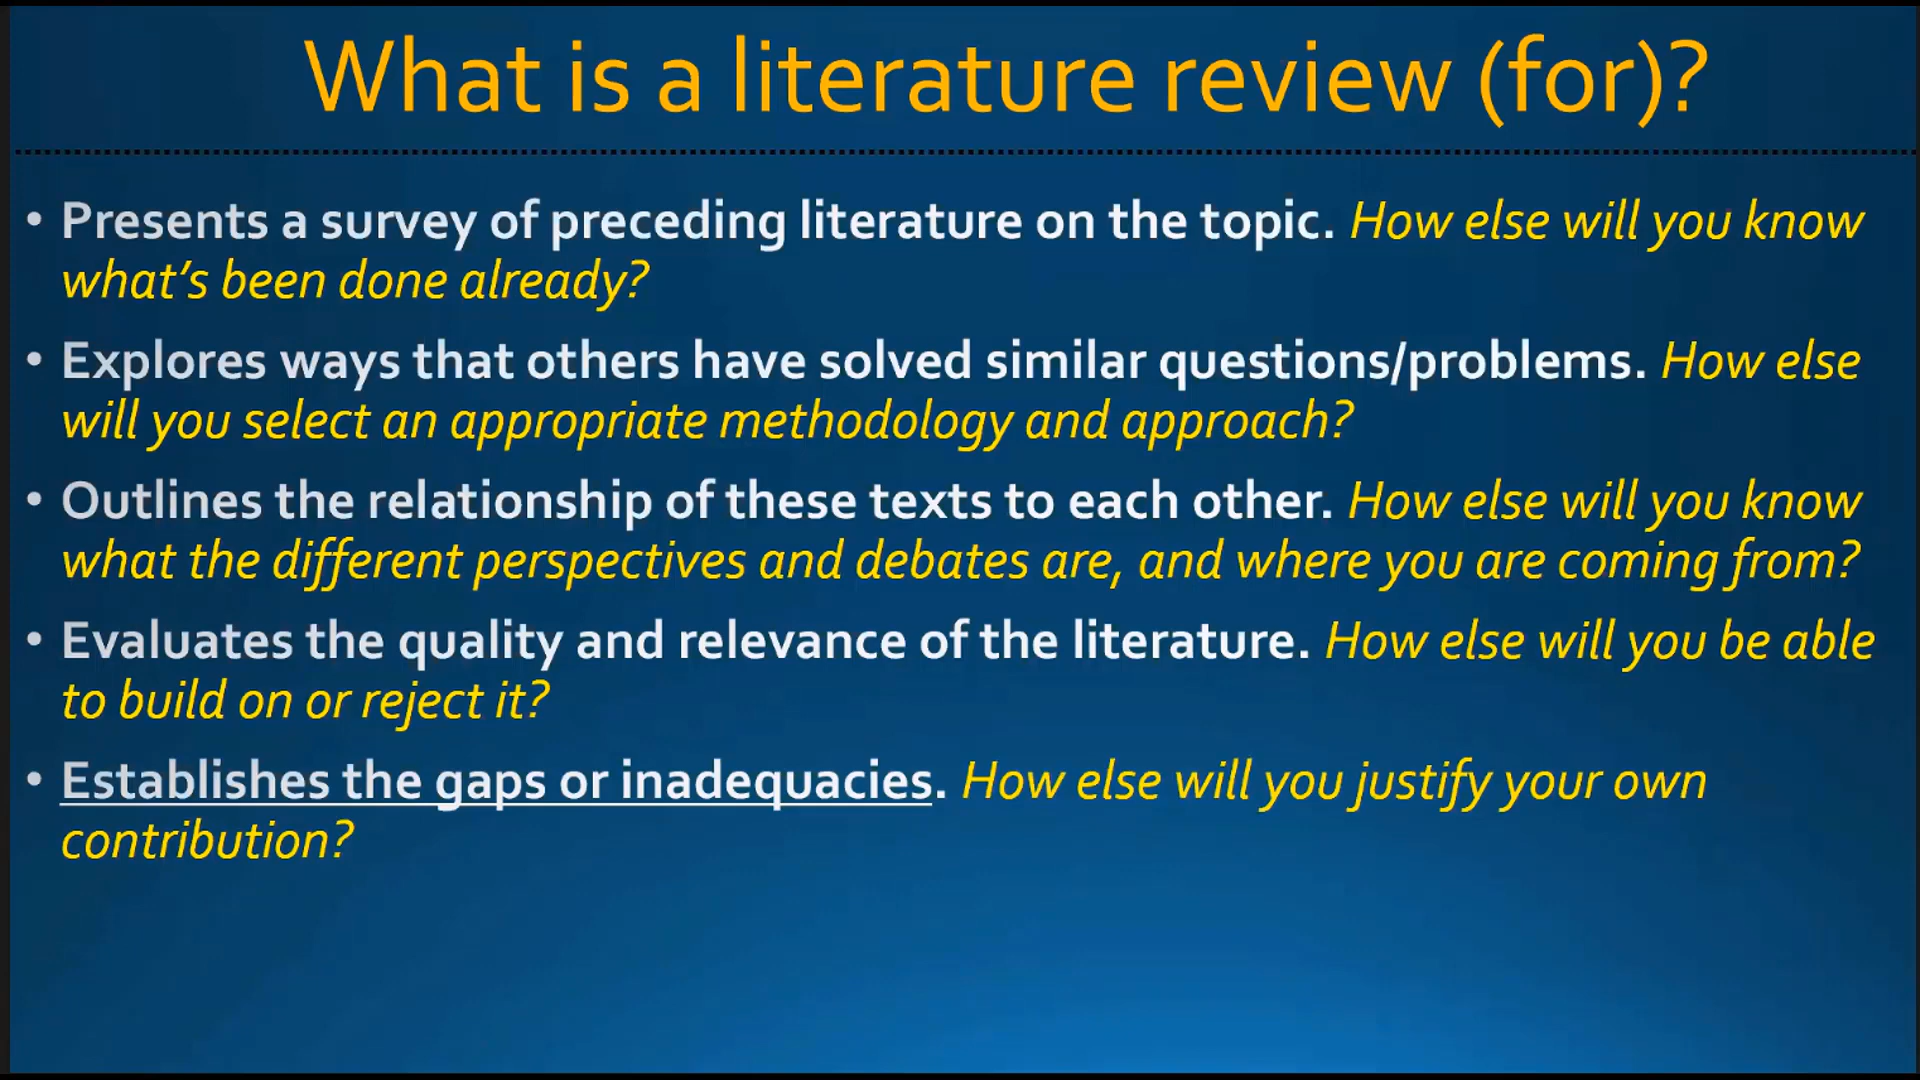 What is a literature review (for)?
• Presents a survey of preceding literature on the topic. How else will you know
what's been done already?
• Explores ways that others have solved similar questions/problems. How else
will you select an appropriate methodology and approach?
• Outlines the relationship of these texts to each other. How else will you know
what the different perspectives and debates are, and where you are coming from?
• Evaluates the quality and relevance of the literature. How else will you be able
to build on or reject it?
• Establishes the gaps or inadequacies. How else will you justify your own
contribution?